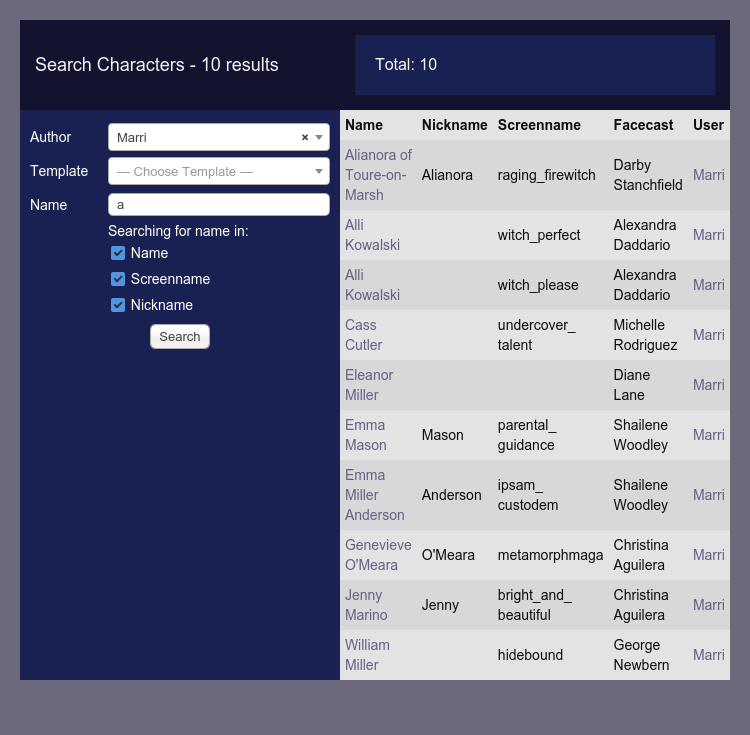 Search Characters - 10 results
Total: 10
Author
Marri × 
Template
— Choose Template —
Name
a
Searching for name in:
Name
Screenname
Nickname
Search
Name Nickname Screenname Facecast User
Alianora of
Toure-on-
Marsh
Alianora
raging_firewitch
Darby
Stanchfield
Marri
Alli
Kowalski
witch_perfect
Alexandra
Daddario
Marri
Alli
Kowalski
witch_please
Alexandra
Daddario
Marri
Cass
Cutler
undercover_
talent
Michelle
Rodriguez
Marri
Eleanor
Miller
Diane
Lane
Marri
Emma
Mason
Mason
parental_
guidance
Shailene
Woodley
Marri
Emma
Miller
Anderson
Anderson
ipsam_
custodem
Shailene
Woodley
Marri
Genevieve
O'Meara
O'Meara
metamorphmaga
Christina
Aguilera
Marri
Jenny
Marino
Jenny
bright_and_
beautiful
Christina
Aguilera
Marri
William
Miller
hidebound
George
Newbern
Marri